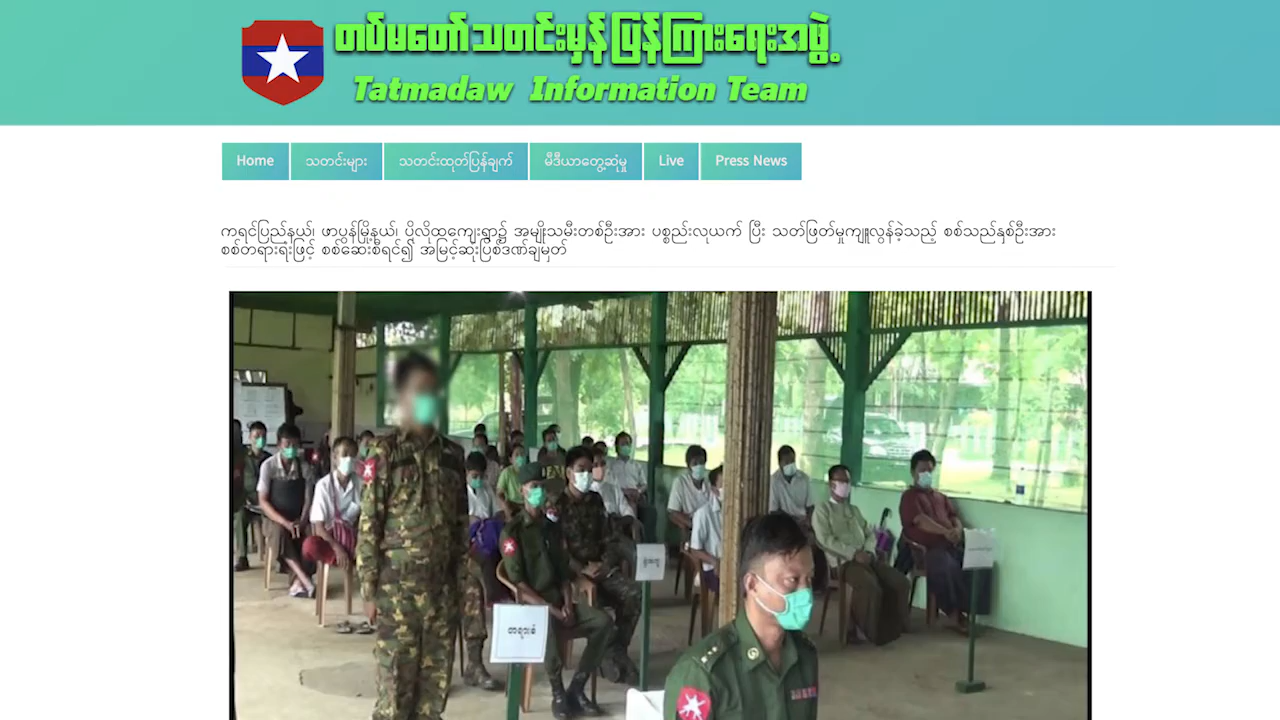 တပ်မတော်သတင်းမှန်ပြန်ကြားရေးအဖွဲ့
Tatmadaw Information Team
Home
သတင်းများ
သတင်းထုတ်ပြန်ချက်
မီဒီယာတွေ့ဆုံမှု
Live
Press News
ကရင်ပြည်နယ်၊ ဖာပွန်မြို့နယ်၊ ပိုလိုထကျေးရွာ၌ အမျိုးသမီးတစ်ဦးအား ပစ္စည်းလုယက် ပြီး သတ်ဖြတ်မှုကျူးလွန်ခဲ့သည့် စစ်သည်နှစ်ဦးအား
စစ်တရားရုံးဖြင့် စစ်ဆေးစီရင်၍ အမြင့်ဆုံးပြစ်ဒဏ်ချမှတ်
တရားခံ